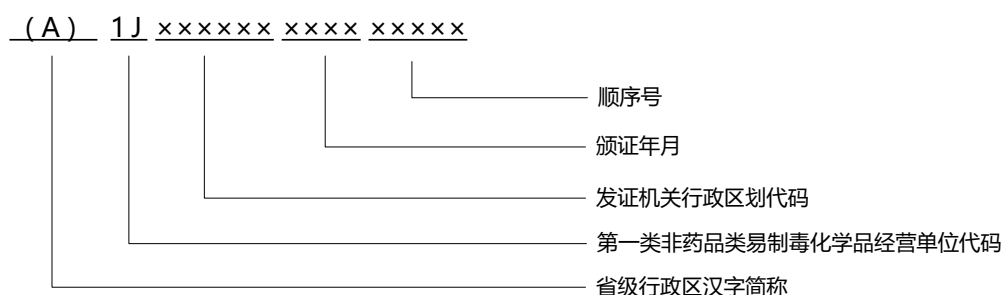 （A） 1J ×××××× ×××× ×××××
顺序号
颁证年月
发证机关行政区划代码
第一类非药品类易制毒化学品经营单位代码
省级行政区汉字简称